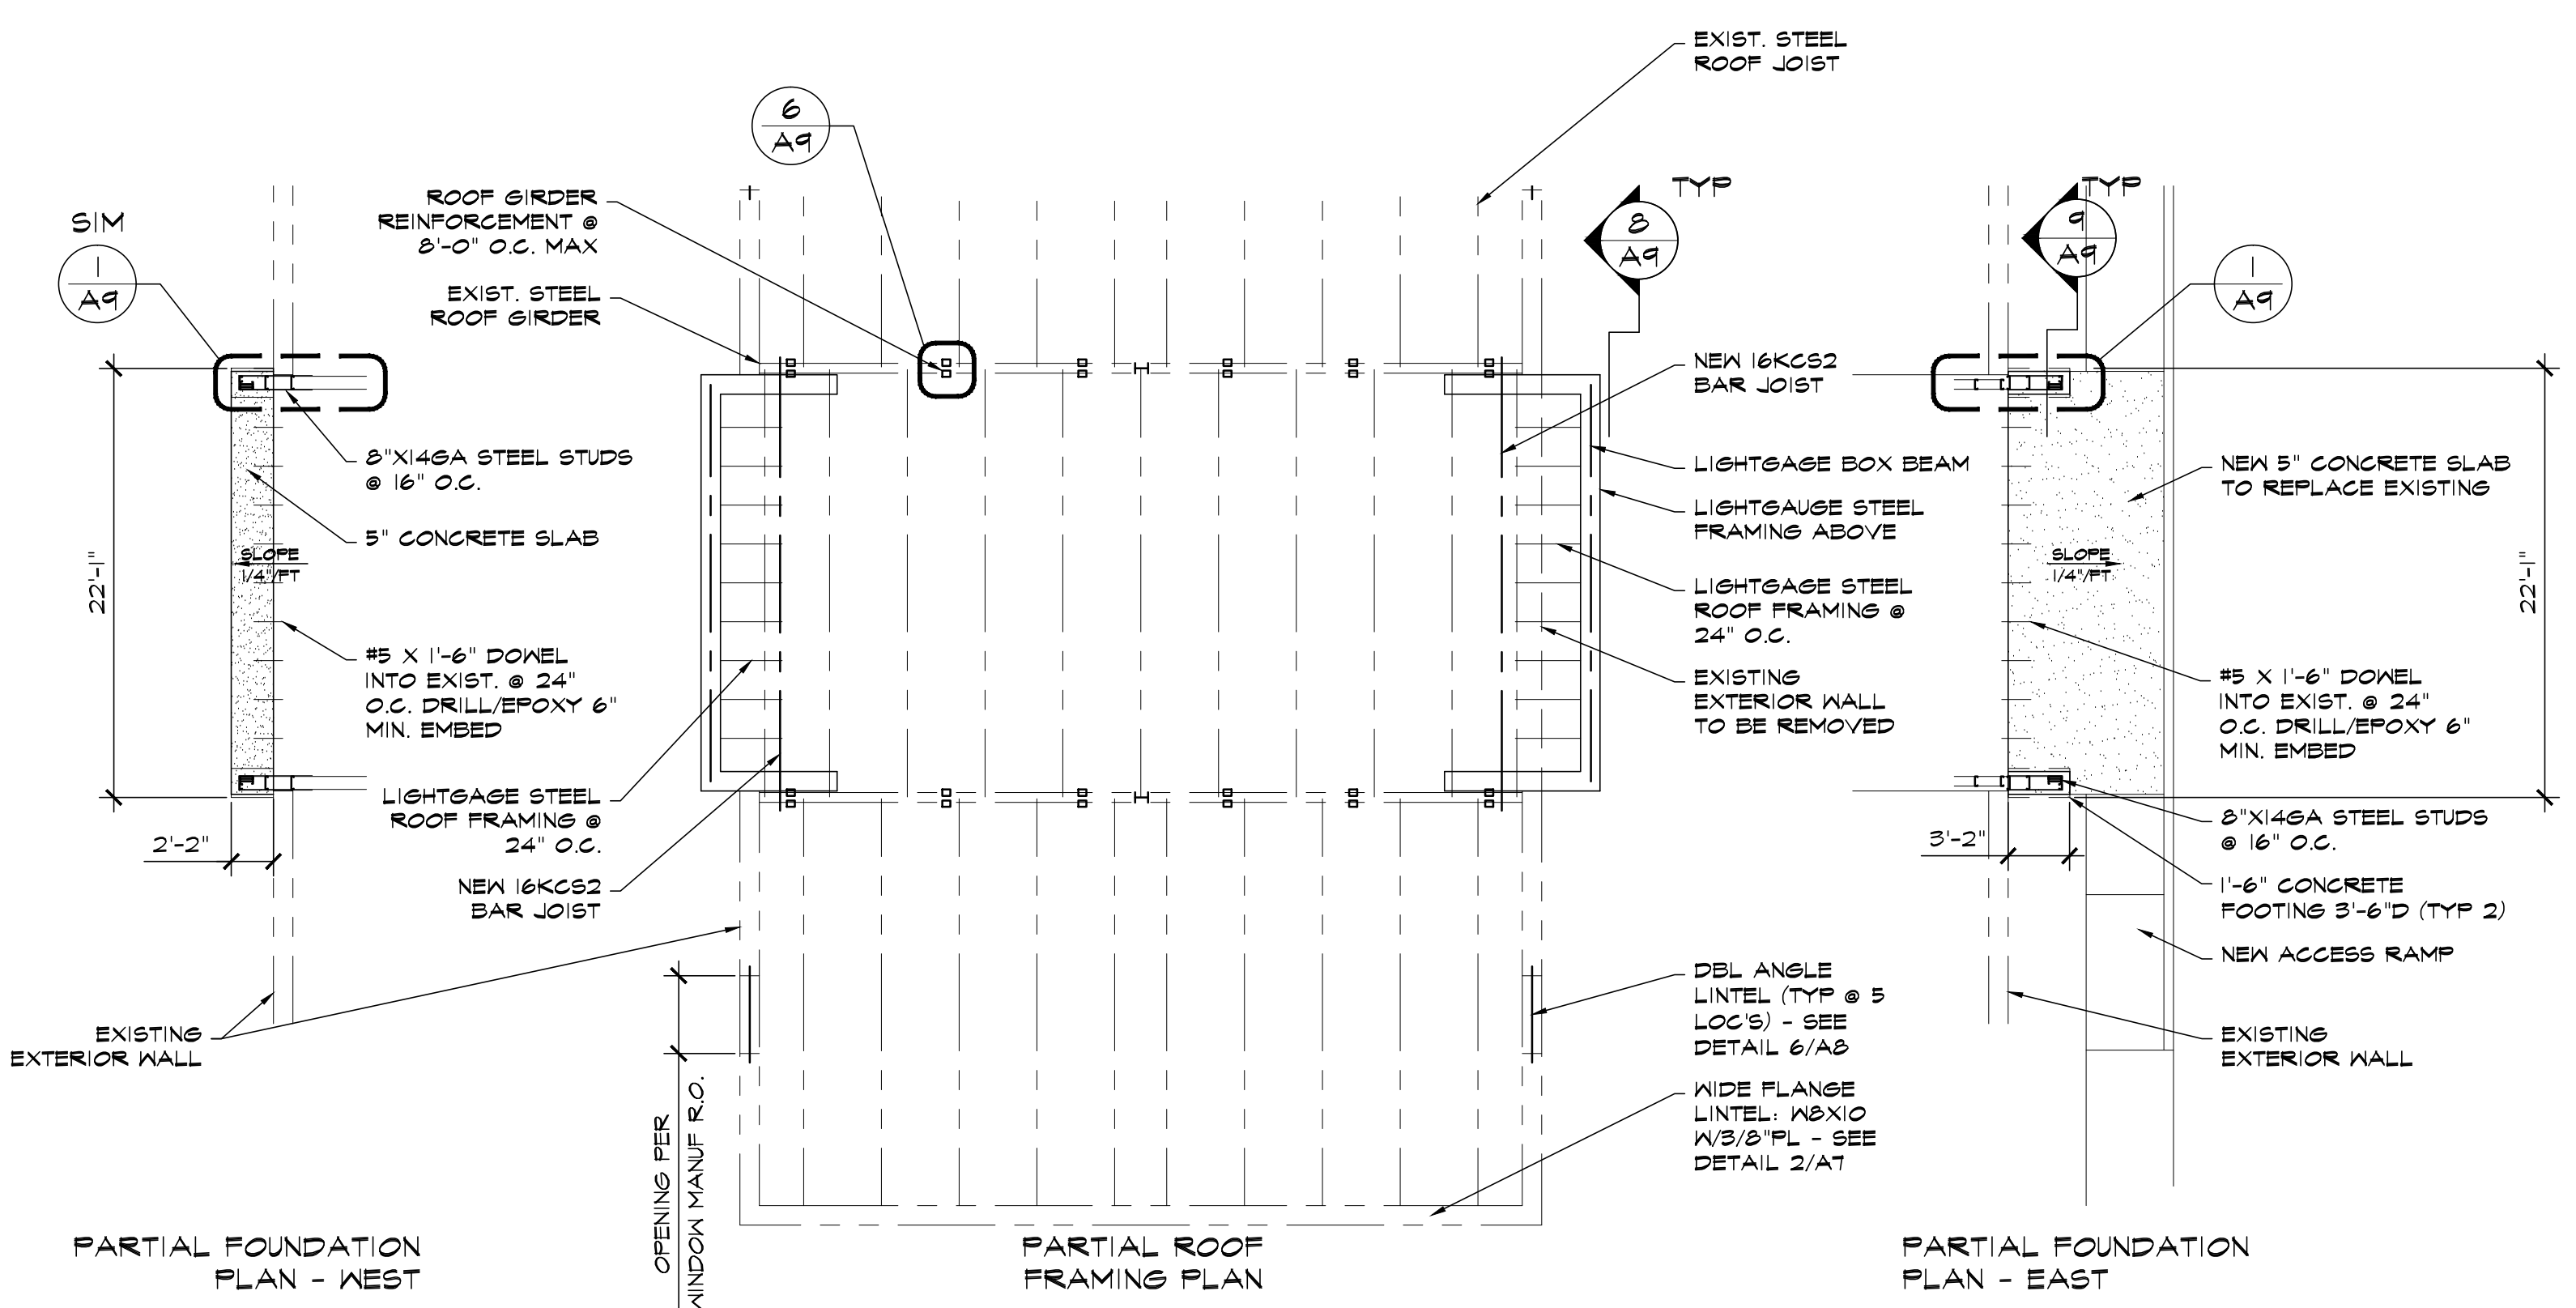 EXIST. STEEL
ROOF JOIST
6
A9
ROOF GIRDER
REINFORCEMENT @
8'-0" O.C. MAX
EXIST. STEEL
ROOF GIRDER
SIM
1
A9
22'-1"
8"X14GA STEEL STUDS
@ 16" O.C.
5" CONCRETE SLAB
SLOPE
1/4"/FT
#5 X 1'-6" DOWEL
INTO EXIST. @ 24"
O.C. DRILL/EPOXY 6"
MIN. EMBED
2'-2"
LIGHTGAGE STEEL
ROOF FRAMING @
24" O.C.
NEW 16KCS2
BAR JOIST
EXISTING
EXTERIOR WALL
PARTIAL FOUNDATION
PLAN - WEST
OPENING PER
WINDOW MANUF R.O.
PARTIAL ROOF
FRAMING PLAN
TYP
8
A9
NEW 16KCS2
BAR JOIST
LIGHTGAGE BOX BEAM
LIGHTGAUGE STEEL
FRAMING ABOVE
LIGHTGAGE STEEL
ROOF FRAMING @
24" O.C.
EXISTING
EXTERIOR WALL
TO BE REMOVED
DBL ANGLE
LINTEL (TYP @ 5
LOC'S) - SEE
DETAIL 6/A8
WIDE FLANGE
LINTEL: W8X10
W/3/8"PL - SEE
DETAIL 2/A7
TYP
9
A9
1
A9
NEW 5" CONCRETE SLAB
TO REPLACE EXISTING
SLOPE
1/4"/FT
22'-1"
#5 X 1'-6" DOWEL
INTO EXIST. @ 24"
O.C. DRILL/EPOXY 6"
MIN. EMBED
3'-2"
8"X14GA STEEL STUDS
@ 16" O.C.
1'-6" CONCRETE
FOOTING 3'-6"D (TYP 2)
NEW ACCESS RAMP
EXISTING
EXTERIOR WALL
PARTIAL FOUNDATION
PLAN - EAST